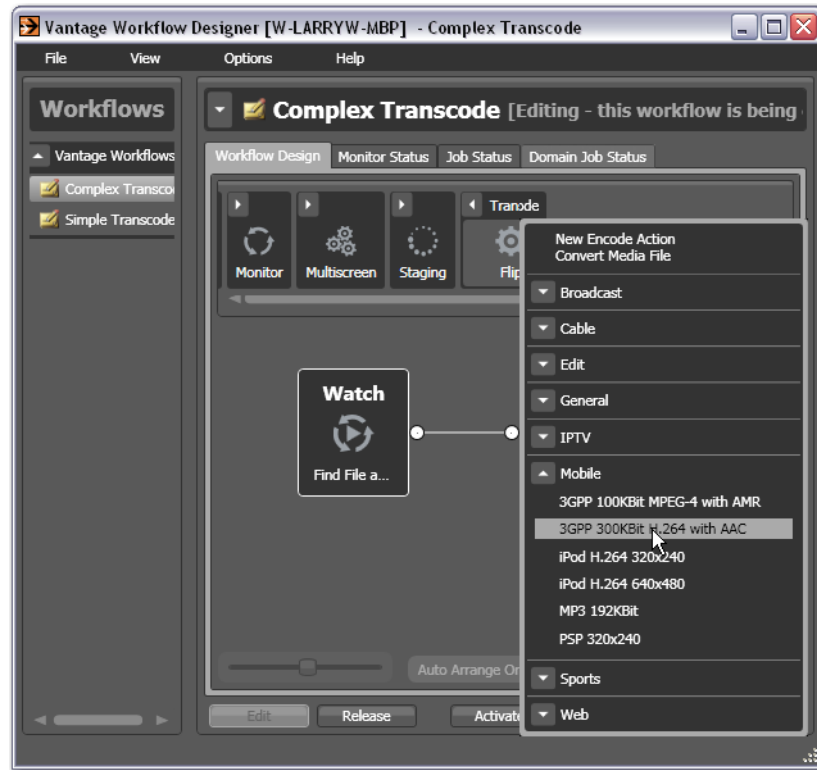 Vantage Workflow Designer [W-LARRYW-MBP] - Complex Transcode
File View Options Help
Workflows
Vantage Workflows
Complex Transco
Simple Transcode
Complex Transcode [Editing - this workflow is being
Workflow Design Monitor Status Job Status Domain Job Status
Monitor
Multiscreen
Staging
Flip
New Encode Action
Convert Media File
Broadcast
Cable
Edit
General
IPTV
Mobile
3GPP 100KBit MPEG-4 with AMR
3GPP 300KBit H.264 with AAC
iPod H.264 320x240
iPod H.264 640x480
MP3 192KBit
PSP 320x240
Sports
Web
Watch
Find File a...
Auto Arrange
Edit Release Activate